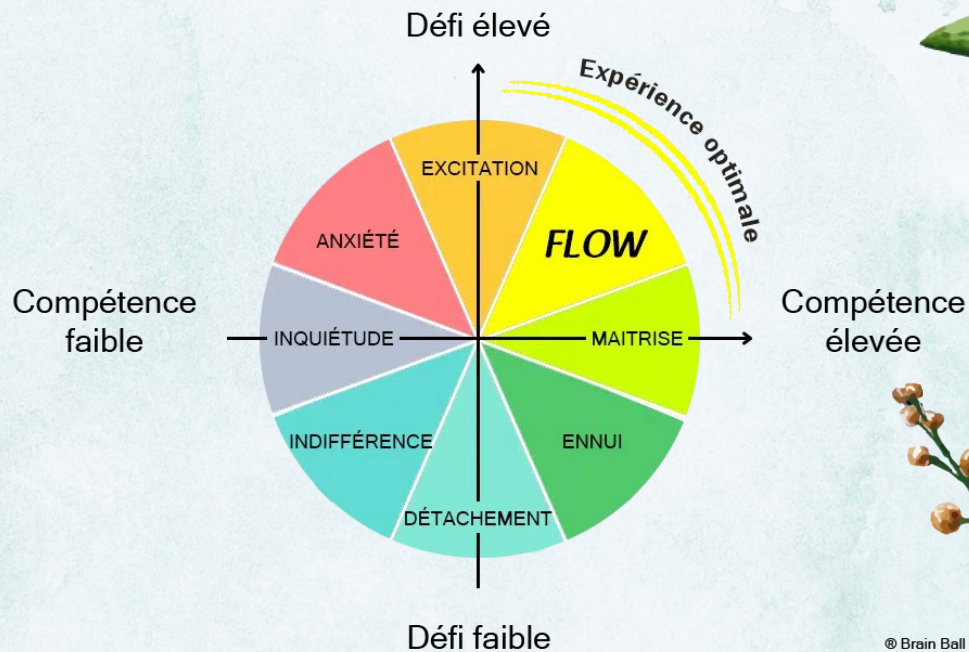 Défi élevé
Expérience optimale
EXCITATION
ANXIÉTÉ
FLOW
Compétence
faible
INQUIÉTUDE
MAITRISE
Compétence
élevée
INDIFFÉRENCE
ENNUI
DÉTACHEMENT
Défi faible
® Brain Ball